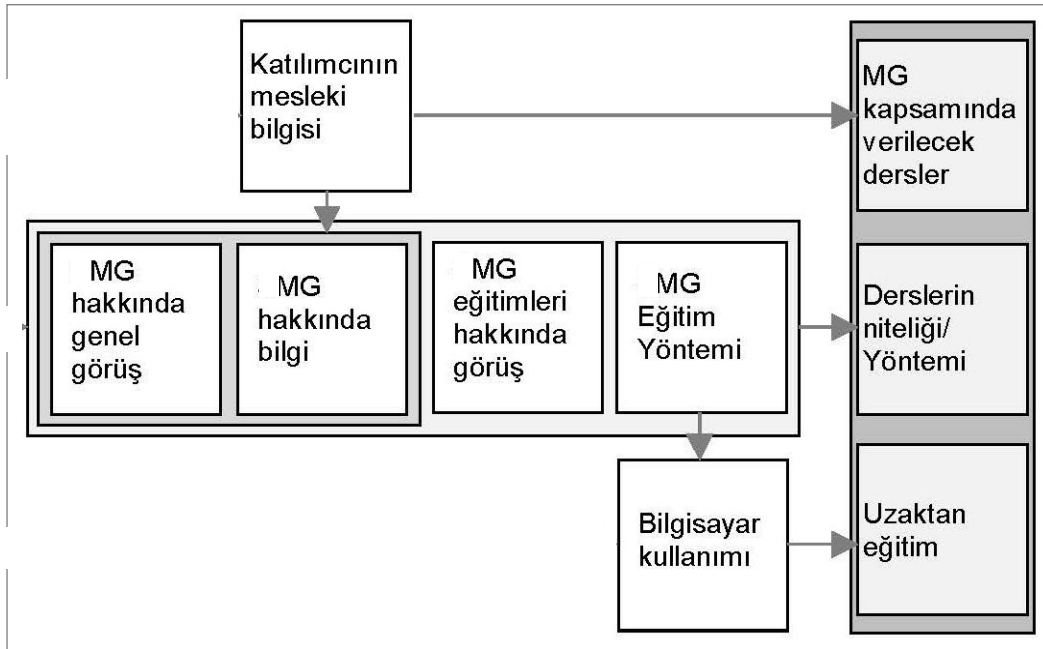 Katılımcının
mesleki
bilgisi
MG
kapsamında
verilecek
dersler
MG
hakkında
genel
görüş
MG
hakkında
bilgi
MG
eğitimleri
hakkında
görüş
MG
Eğitim
Yöntemi
Derslerin
niteliği/
Yöntemi
Bilgisayar
kullanımı
Uzaktan
eğitim